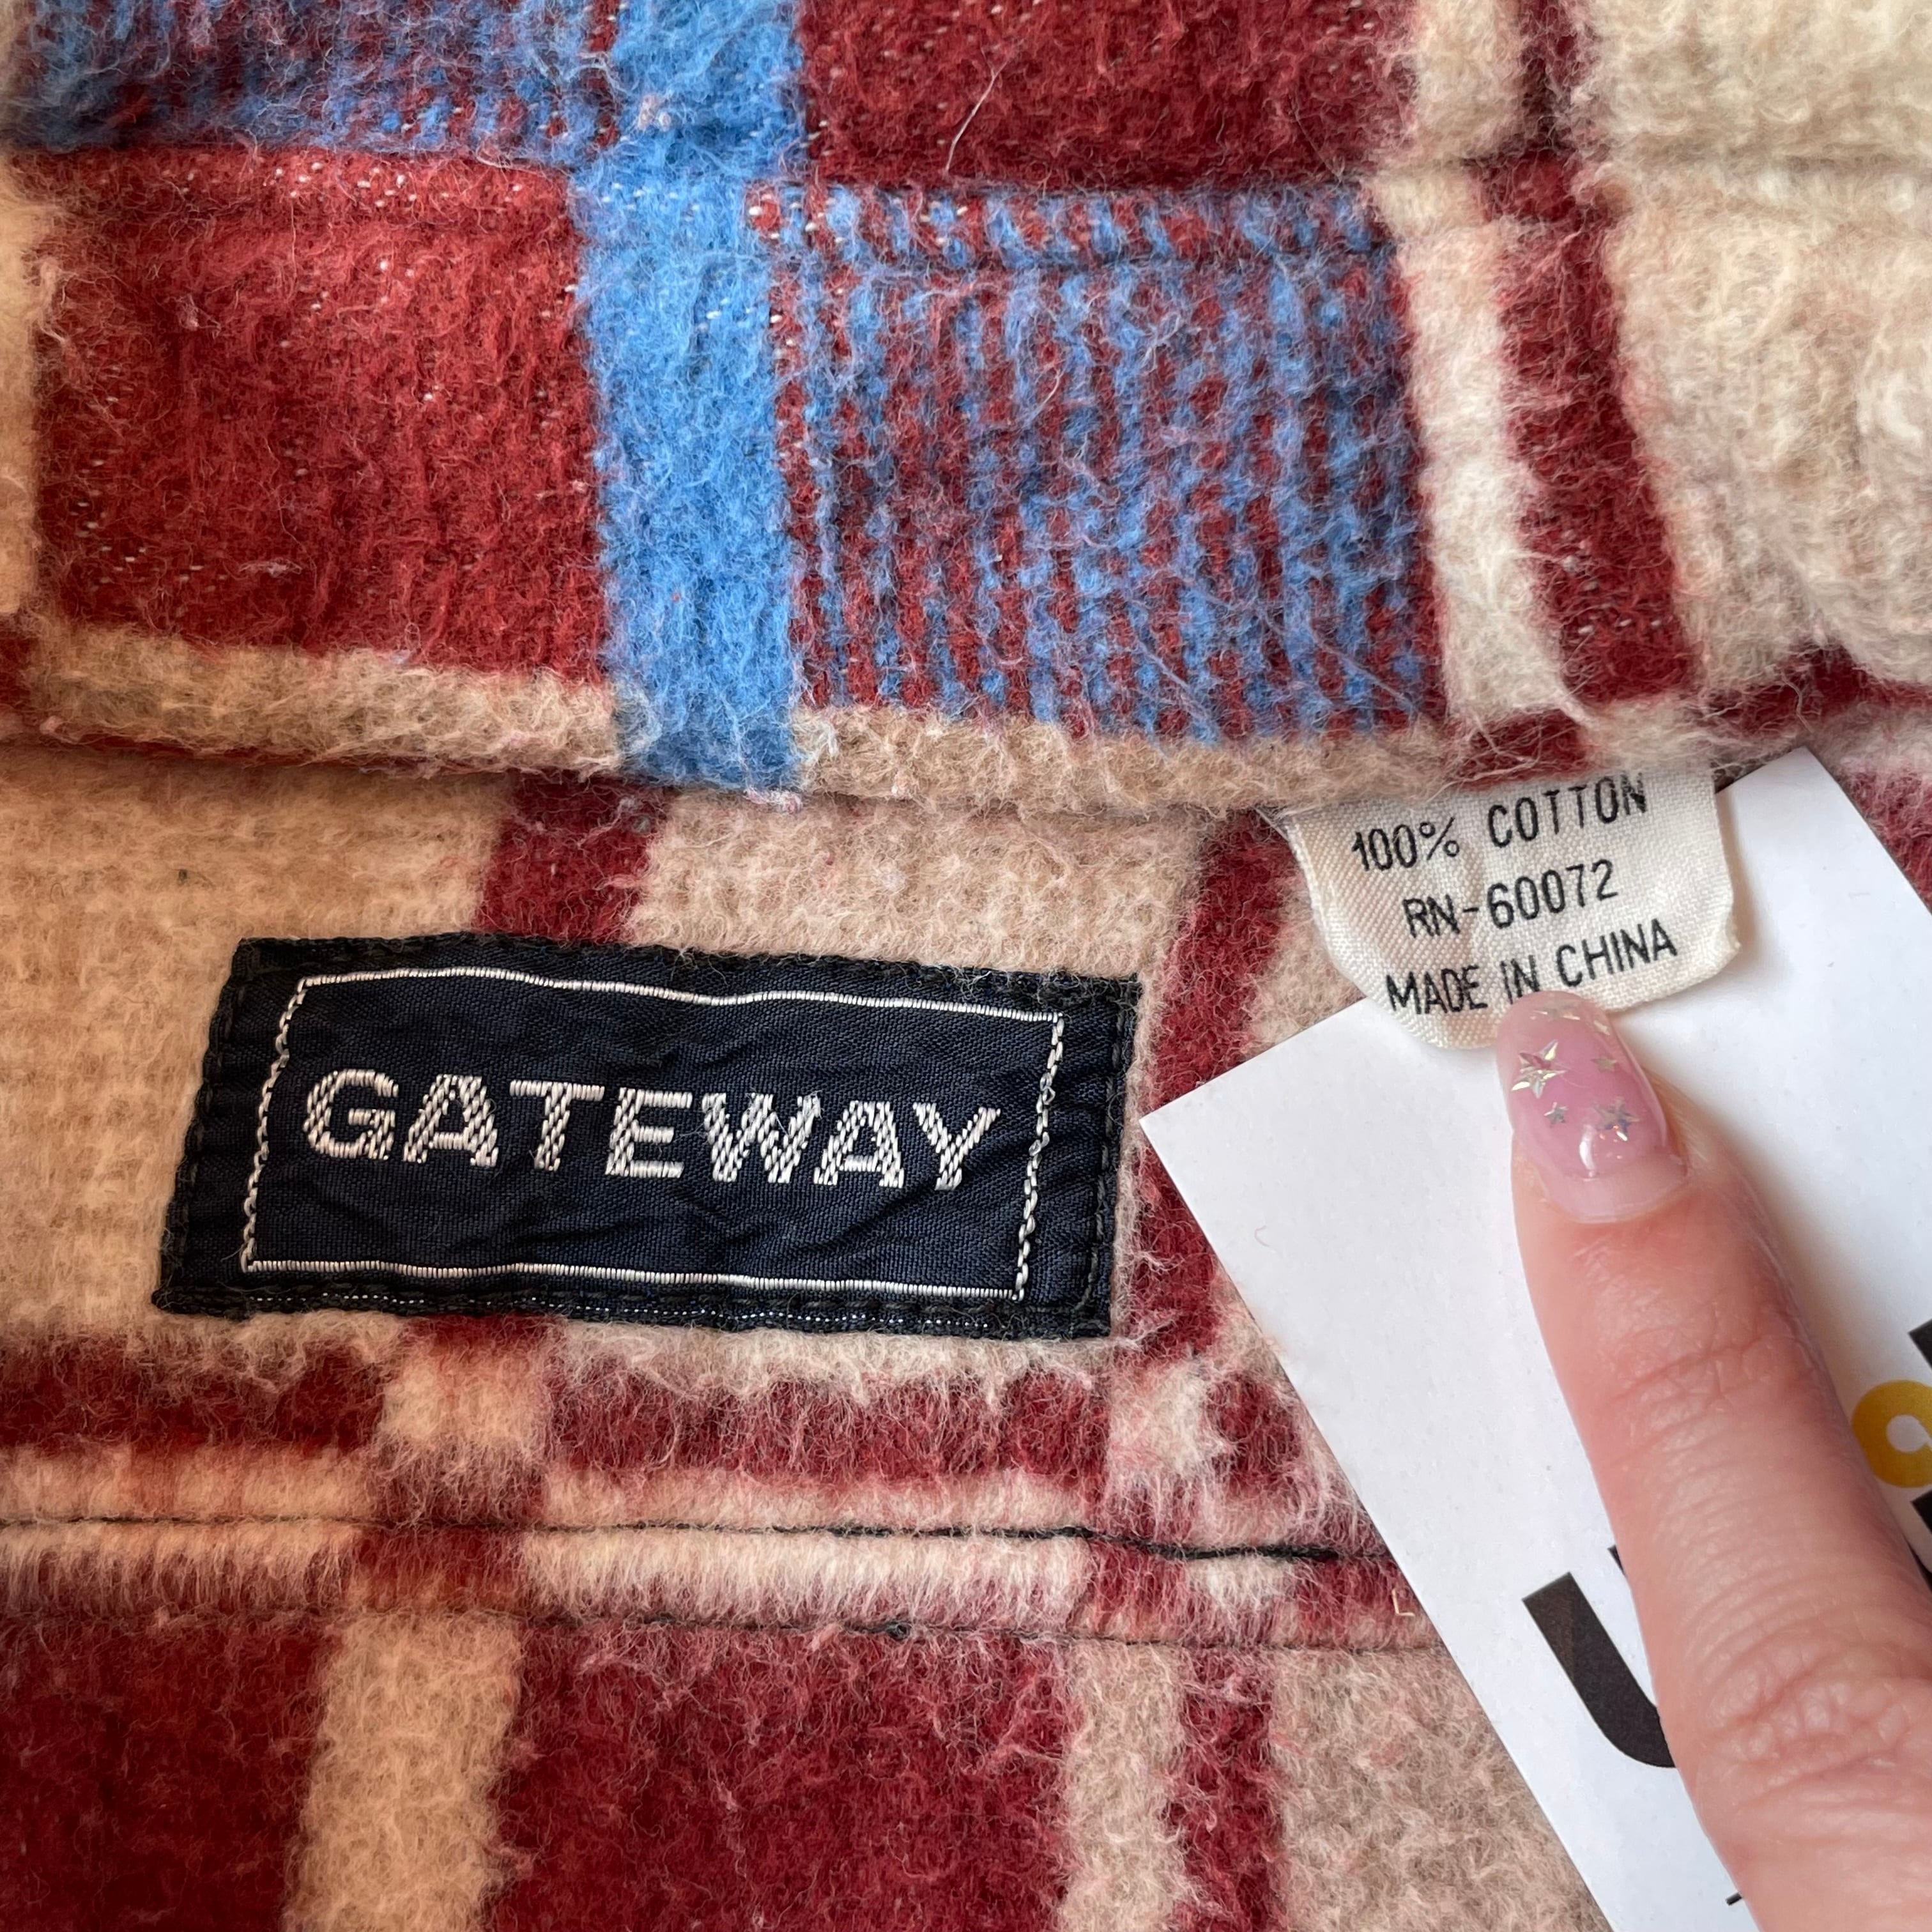 100% COTTON
RN-60072
MADE IN CHINA
GATEWAY